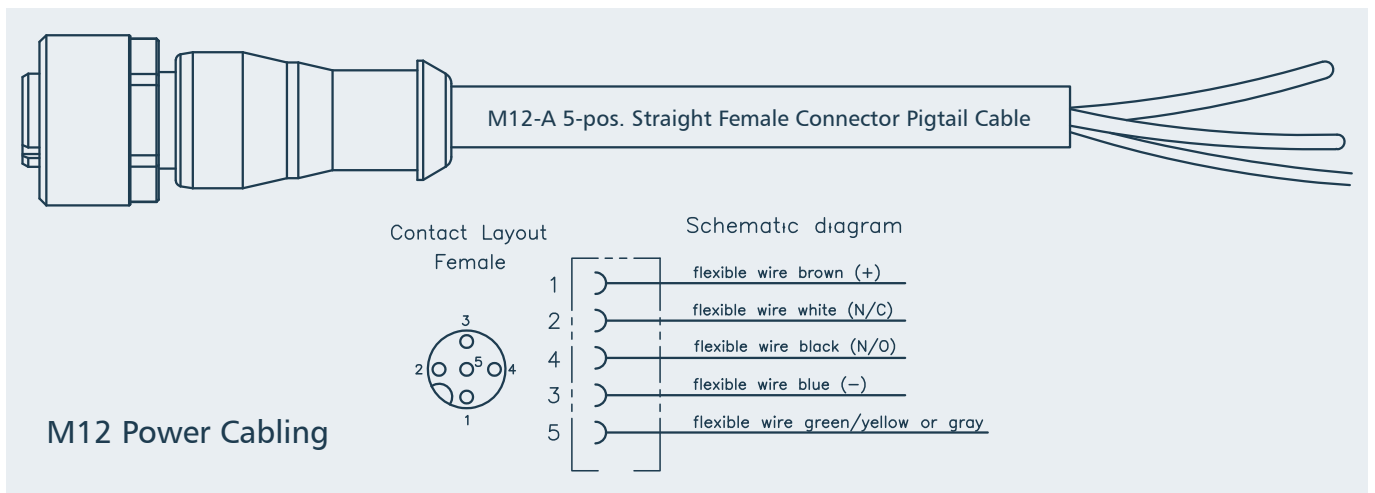 M12-A 5-pos. Straight Female Connector Pigtail Cable
Contact Layout
Female
Schematic diagram
1 flexible wire brown (+)
2 flexible wire white (N/C)
4 flexible wire black (N/O)
3 flexible wire blue (−)
5 flexible wire green/yellow or gray
3
2 5 4
1
M12 Power Cabling